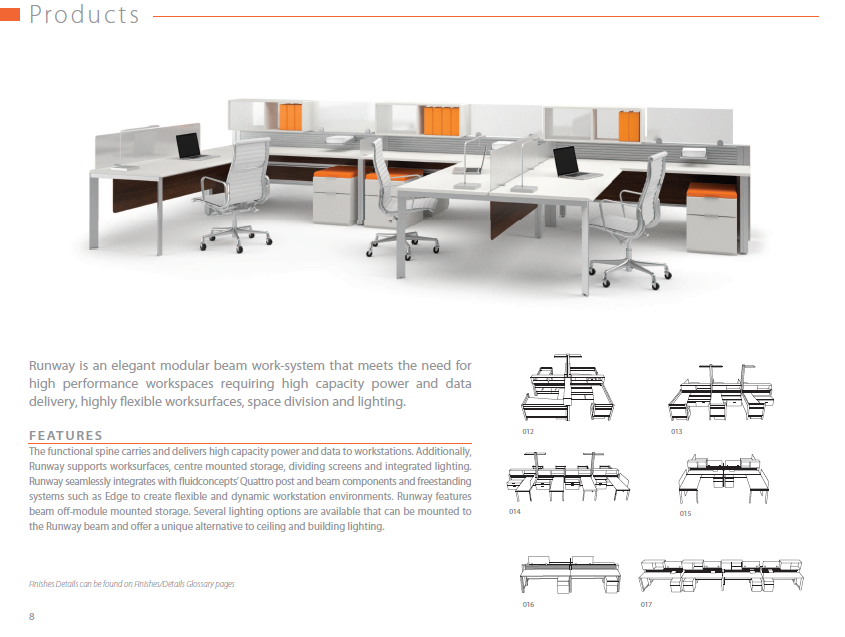 Products
Runway is an elegant modular beam work-system that meets the need for
high performance workspaces requiring high capacity power and data
delivery, highly flexible worksurfaces, space division and lighting.
FEATURES
The functional spine carries and delivers high capacity power and data to workstations. Additionally,
Runway supports worksurfaces, centre mounted storage, dividing screens and integrated lighting.
Runway seamlessly integrates with fluidconcepts' Quattro post and beam components and freestanding
systems such as Edge to create flexible and dynamic workstation environments. Runway features
beam off-module mounted storage. Several lighting options are available that can be mounted to
the Runway beam and offer a unique alternative to ceiling and building lighting.
Finishes Details can be found on Finishes/Details Glossary pages
8
012
013
014
015
016
017